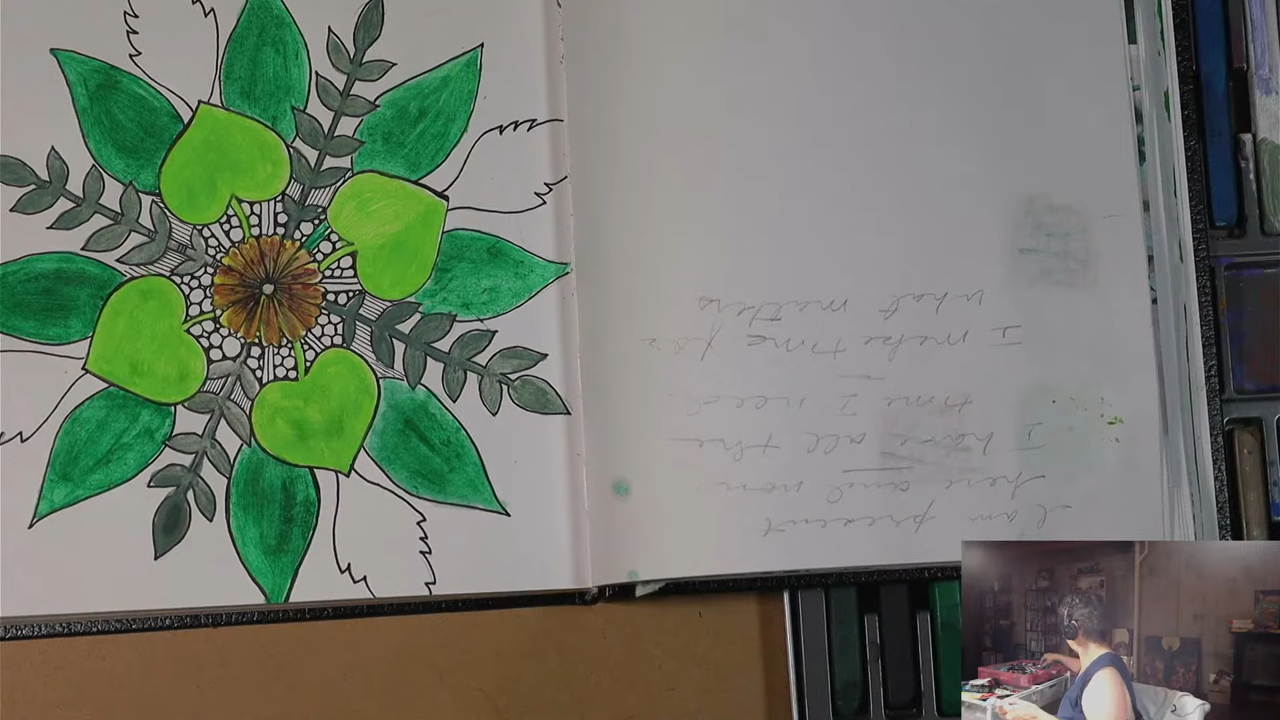 I am present
here and now
I have all the
time I need.
I make time for
what matters